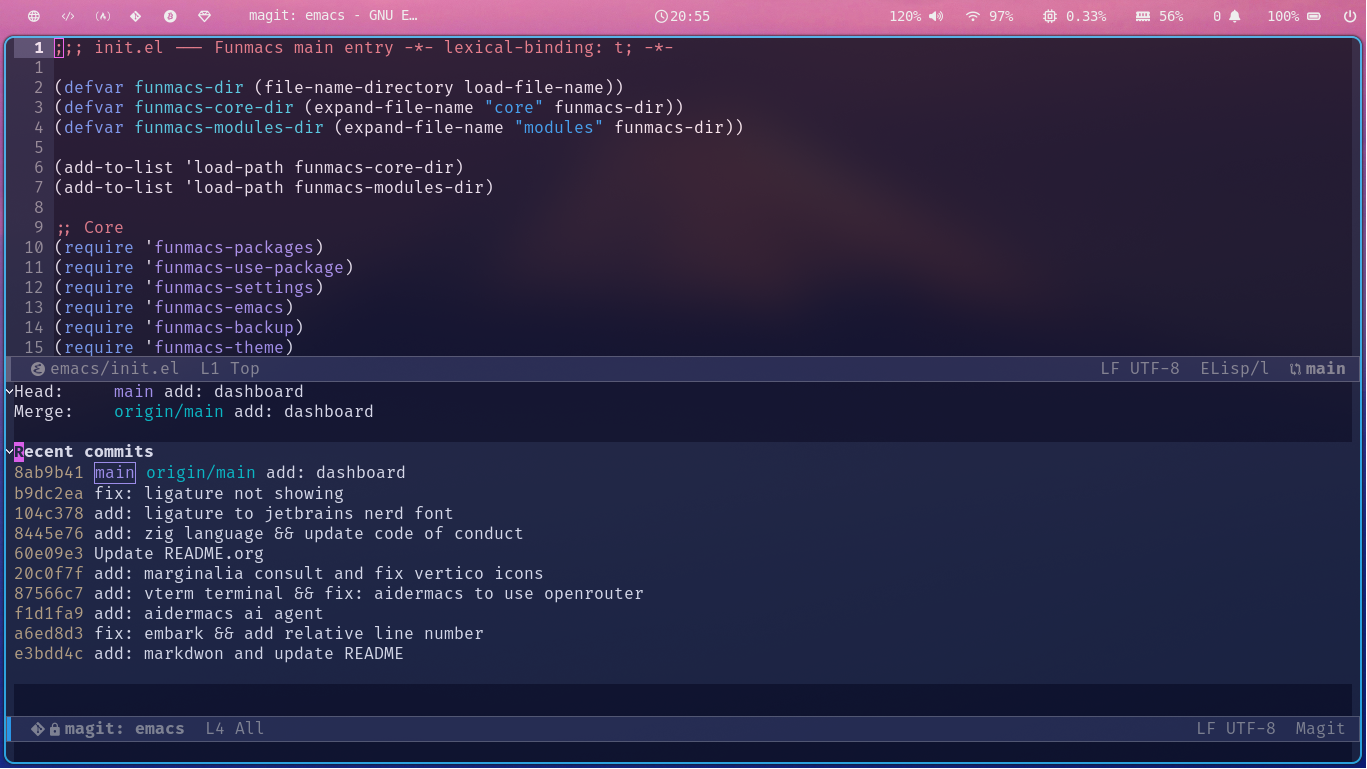 magit: emacs - GNU E… 20:55 120% 97% 0.33% 56% 0 100%
1 ;;; init.el —— Funmacs main entry -*- lexical-binding: t; -*-
1
2 (defvar funmacs-dir (file-name-directory load-file-name))
3 (defvar funmacs-core-dir (expand-file-name "core" funmacs-dir))
4 (defvar funmacs-modules-dir (expand-file-name "modules" funmacs-dir))
5
6 (add-to-list 'load-path funmacs-core-dir)
7 (add-to-list 'load-path funmacs-modules-dir)
8
9 ;; Core
10 (require 'funmacs-packages)
11 (require 'funmacs-use-package)
12 (require 'funmacs-settings)
13 (require 'funmacs-emacs)
14 (require 'funmacs-backup)
15 (require 'funmacs-theme)
emacs/init.el L1 Top LF UTF-8 ELisp/l main
Head: main add: dashboard
Merge: origin/main add: dashboard
Recent commits
8ab9b41 main origin/main add: dashboard
b9dc2ea fix: ligature not showing
104c378 add: ligature to jetbrains nerd font
8445e76 add: zig language && update code of conduct
60e09e3 Update README.org
20c0f7f add: marginalia consult and fix vertico icons
87566c7 add: vterm terminal && fix: aidermacs to use openrouter
f1d1fa9 add: aidermacs ai agent
a6ed8d3 fix: embark && add relative line number
e3bdd4c add: markdwon and update README
magit: emacs L4 All LF UTF-8 Magit